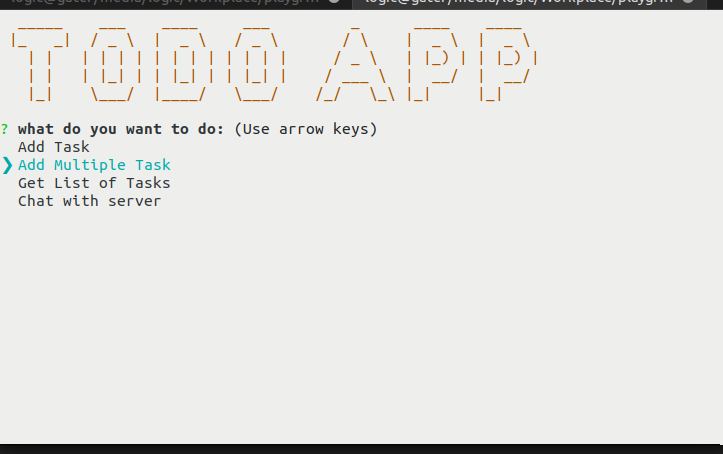 TODO APP
? what do you want to do: (Use arrow keys)
Add Task
❯ Add Multiple Task
Get List of Tasks
Chat with server